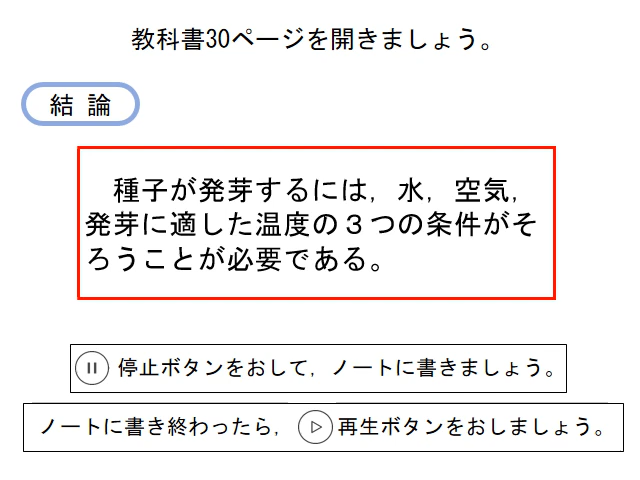 教科書30ページを開きましょう。
結 論
種子が発芽するには，水，空気，
発芽に適した温度の３つの条件がそ
ろうことが必要である。
停止ボタンをおして，ノートに書きましょう。
ノートに書き終わったら， 再生ボタンをおしましょう。